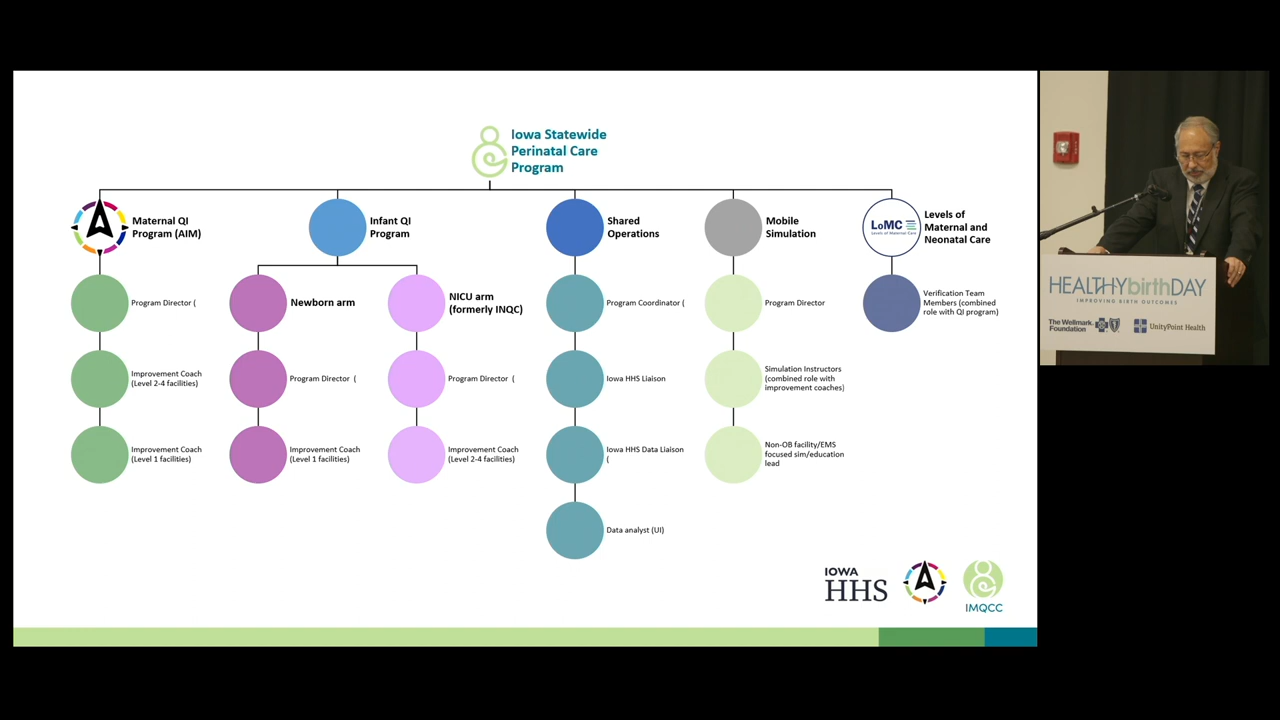 Iowa Statewide
Perinatal Care
Program
Maternal QI
Program (AIM)
Infant QI
Program
Shared
Operations
Mobile
Simulation
LoMC
Levels of Maternal Care
Levels of
Maternal and
Neonatal Care
Program Director (
Newborn arm
NICU arm
(formerly INQC)
Program Coordinator (
Program Director
Verification Team
Members (combined
role with QI program)
Improvement Coach
(Level 2-4 facilities)
Program Director (
Program Director (
Iowa HHS Liaison
Simulation Instructors
(combined role with
improvement coaches)
Improvement Coach
(Level 1 facilities)
Improvement Coach
(Level 1 facilities)
Improvement Coach
(Level 2-4 facilities)
Iowa HHS Data Liaison
(
Non-OB facility/EMS
focused sim/education
lead
Data analyst (UI)
IOWA
HHS
IMQCC
HEALTHYbirthDAY
IMPROVING BIRTH OUTCOMES
The Wellmark
Foundation
UnityPoint Health